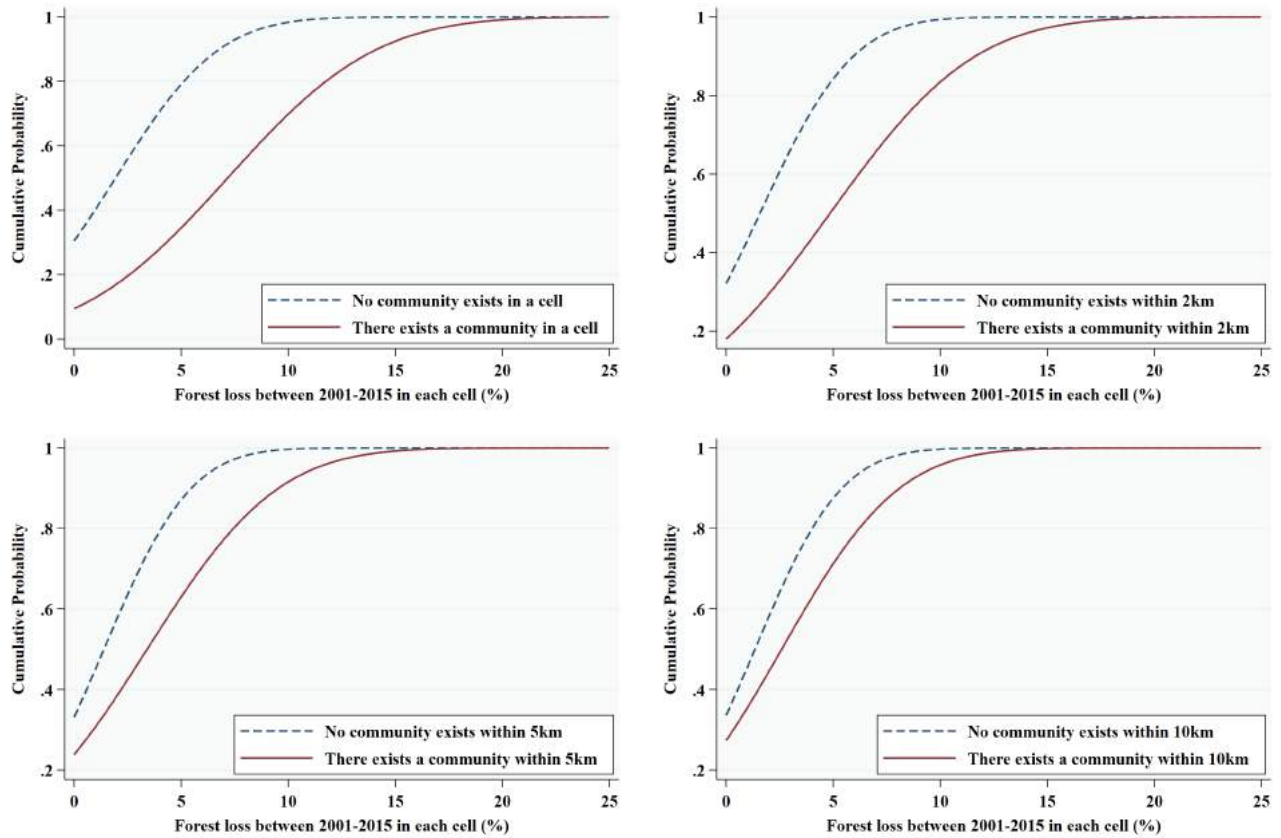 Cumulative Probability
1
.8
.6
.4
.2
0
No community exists in a cell
There exists a community in a cell
0 5 10 15 20 25
Forest loss between 2001-2015 in each cell (%)
Cumulative Probability
1
.8
.6
.4
.2
No community exists within 2km
There exists a community within 2km
0 5 10 15 20 25
Forest loss between 2001-2015 in each cell (%)
Cumulative Probability
1
.8
.6
.4
.2
No community exists within 5km
There exists a community within 5km
0 5 10 15 20 25
Forest loss between 2001-2015 in each cell (%)
Cumulative Probability
1
.8
.6
.4
.2
No community exists within 10km
There exists a community within 10km
0 5 10 15 20 25
Forest loss between 2001-2015 in each cell (%)